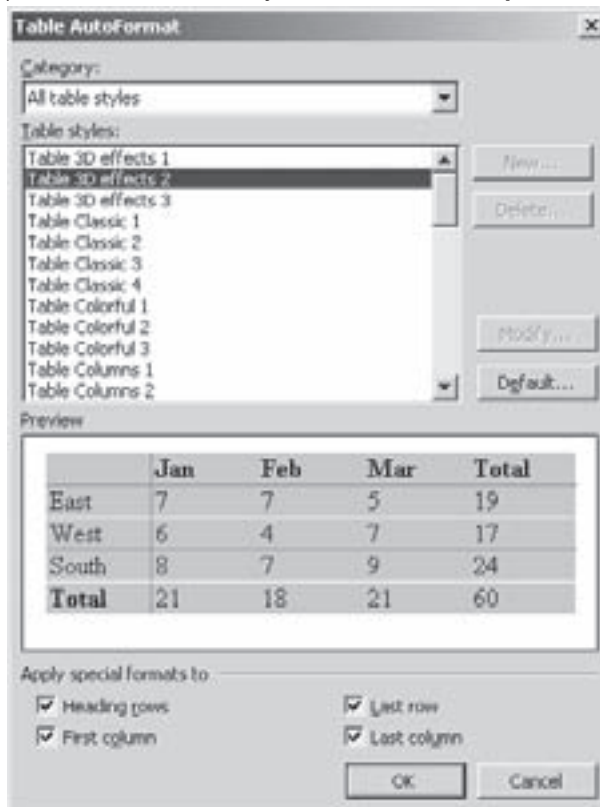 Table AutoFormat
Category:
All table styles
Table styles:
Table 3D effects 1
Table 3D effects 2
Table 3D effects 3
Table Classic 1
Table Classic 2
Table Classic 3
Table Classic 4
Table Colorful 1
Table Colorful 2
Table Colorful 3
Table Columns 1
Table Columns 2
New...
Delete...
Modify...
Default...
Preview
Jan Feb Mar Total
East 7 7 5 19
West 6 4 7 17
South 8 7 9 24
Total 21 18 21 60
Apply special formats to
Heading rows
Last row
First column
Last column
OK Cancel